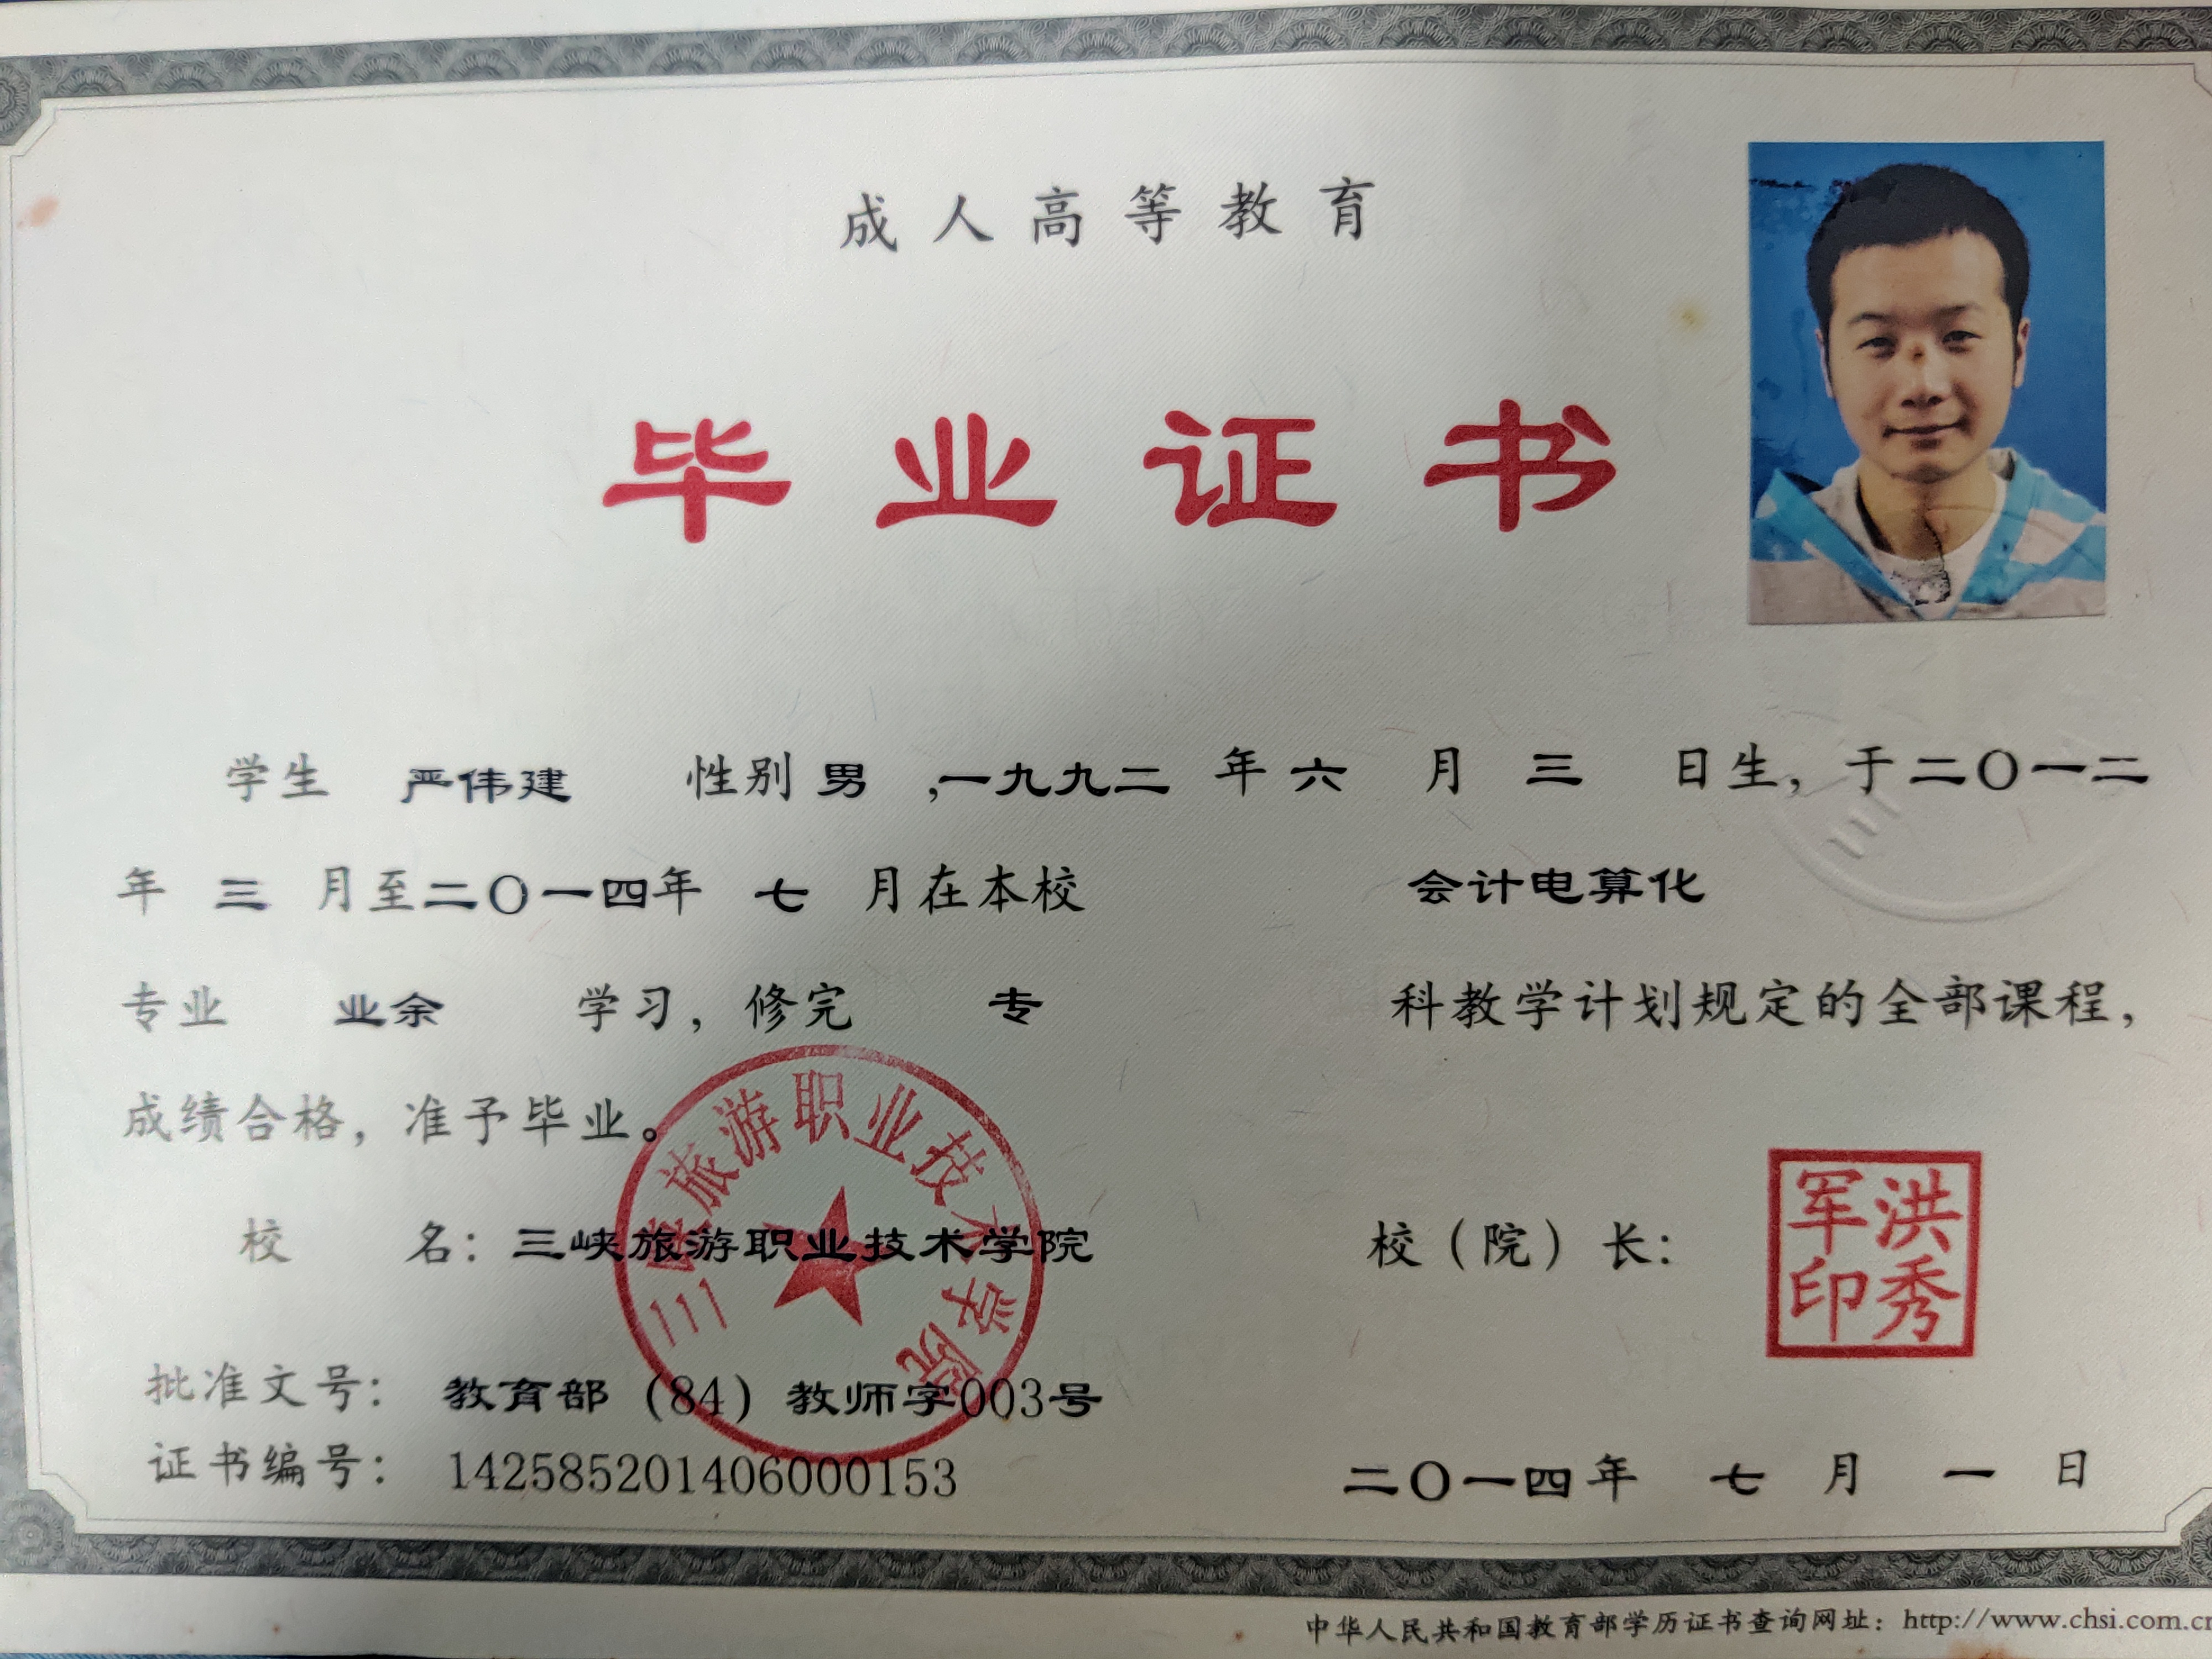 成人高等教育
毕业证书
学生 严伟建 性别 男 ,一九九二 年 六 月 三 日生，于二〇一二
年 三 月至二〇一四年 七 月在本校 会计电算化
专业 业余 学习，修完 专 科教学计划规定的全部课程，
成绩合格，准予毕业。
校 名：三峡旅游职业技术学院 校（院）长：
军洪
印秀
批准文号：教育部（84）教师字003号
证书编号：142585201406000153 二〇一四年 七 月 一 日
中华人民共和国教育部学历证书查询网址：http://www.chsi.com.cn
三峡旅游职业技术学院